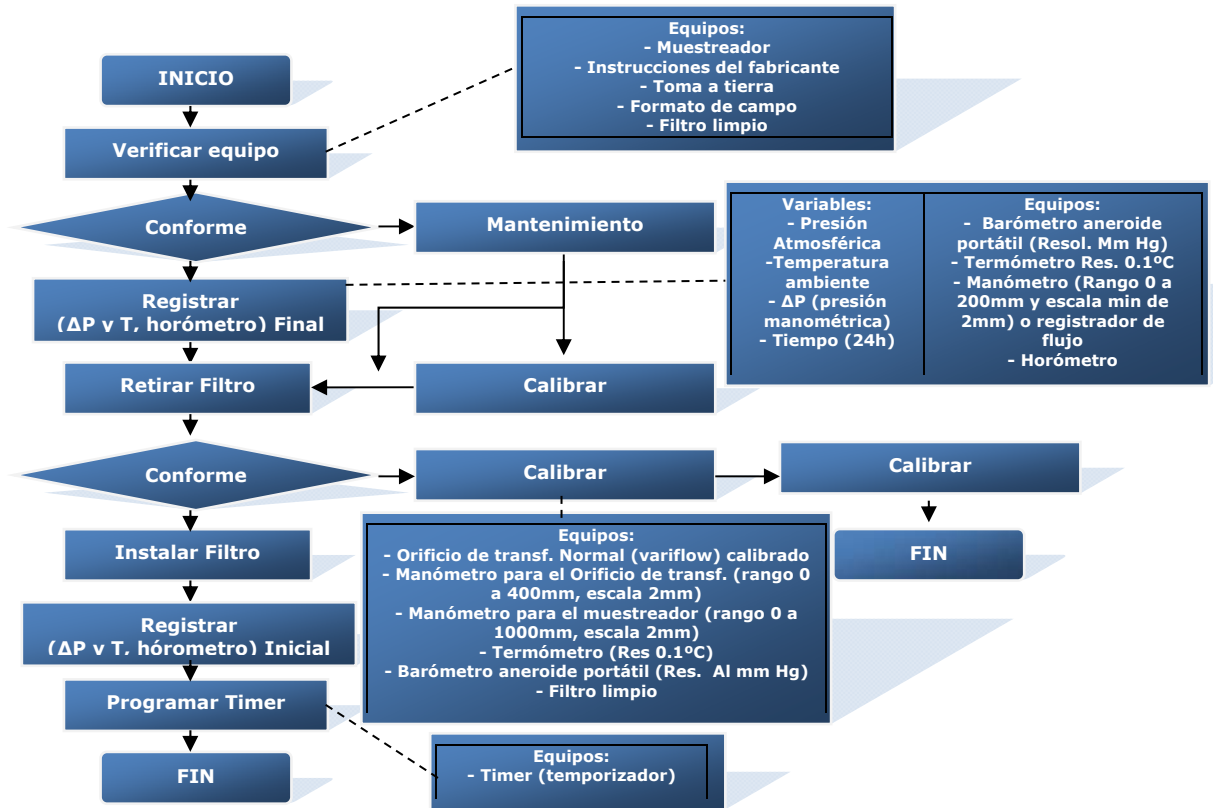 INICIO
Verificar equipo
Equipos:
– Muestreador
– Instrucciones del fabricante
– Toma a tierra
– Formato de campo
– Filtro limpio
Conforme
Mantenimiento
Variables:
– Presión
Atmosférica
–Temperatura
ambiente
– ΔP (presión
manométrica)
– Tiempo (24h)
Equipos:
– Barómetro aneroide
portátil (Resol. Mm Hg)
– Termómetro Res. 0.1ºC
– Manómetro (Rango 0 a
200mm y escala min de
2mm) o registrador de
flujo
– Horómetro
Registrar
(ΔP y T, horómetro) Final
Retirar Filtro
Calibrar
Conforme
Calibrar
Calibrar
FIN
Equipos:
– Orificio de transf. Normal (variflow) calibrado
– Manómetro para el Orificio de transf. (rango 0
a 400mm, escala 2mm)
– Manómetro para el muestreador (rango 0 a
1000mm, escala 2mm)
– Termómetro (Res 0.1ºC)
– Barómetro aneroide portátil (Res. Al mm Hg)
– Filtro limpio
Instalar Filtro
Registrar
(ΔP y T, hórometro) Inicial
Programar Timer
Equipos:
– Timer (temporizador)
FIN